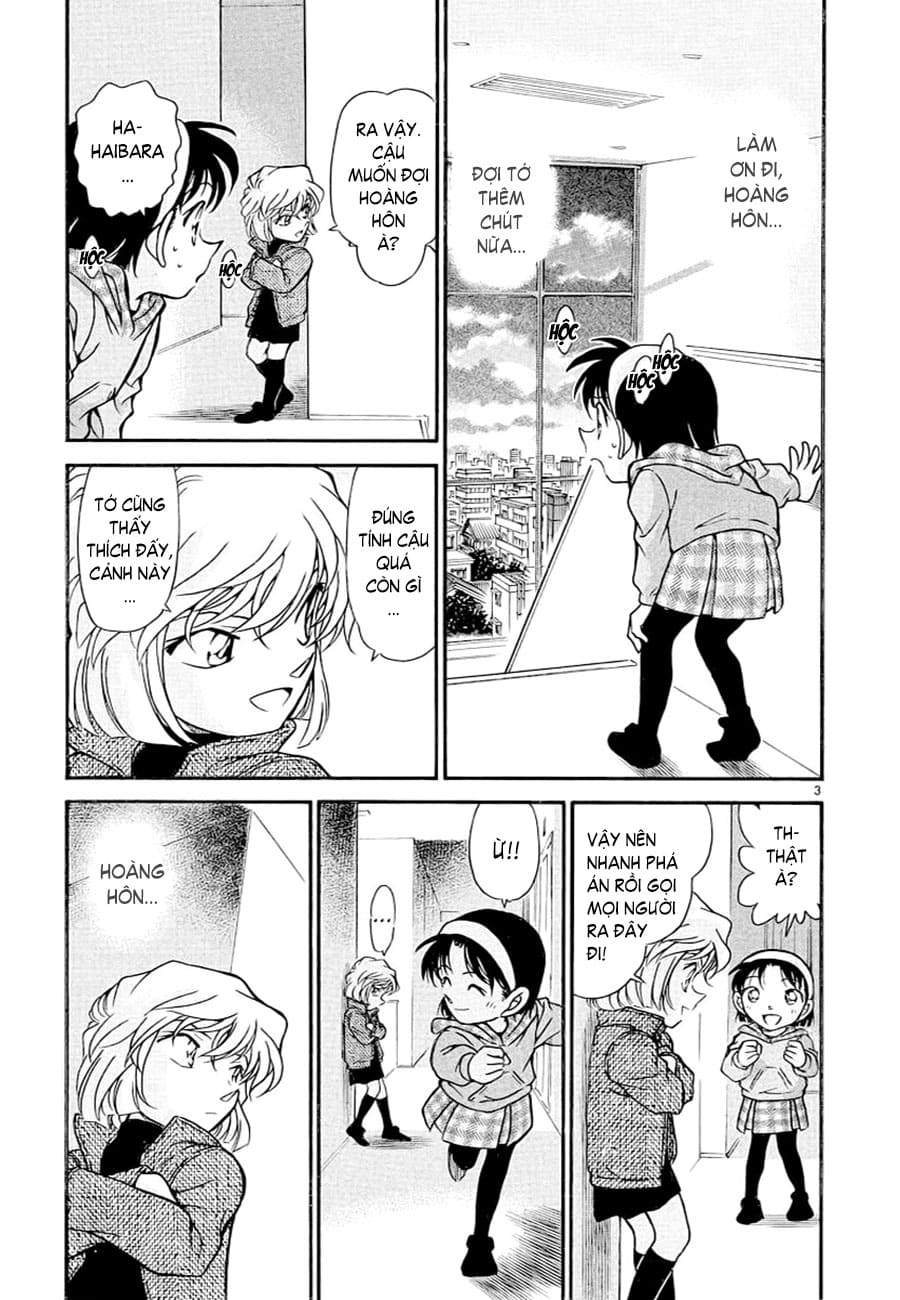 LÀM
ƠN ĐI,
HOÀNG
HÔN...
ĐỢI TỚ
THÊM
CHÚT
NỮA...
HỘC
HỘC
HỘC
RA VẬY.
CẬU
MUỐN ĐỢI
HOÀNG
HÔN
À?
HA-
HAIBARA
...
HỘC
HỘC
ĐÚNG
TÍNH CẬU
QUÁ
CÒN GÌ
...
TỚ CŨNG
THẤY
THÍCH ĐẤY,
CẢNH NÀY
...
3
TH-
THẬT
À?
VẬY NÊN
NHANH PHÁ
ÁN RỒI GỌI
MỌI NGƯỜI
RA ĐÂY
ĐI!
Ừ!!
....
HOÀNG
HÔN...